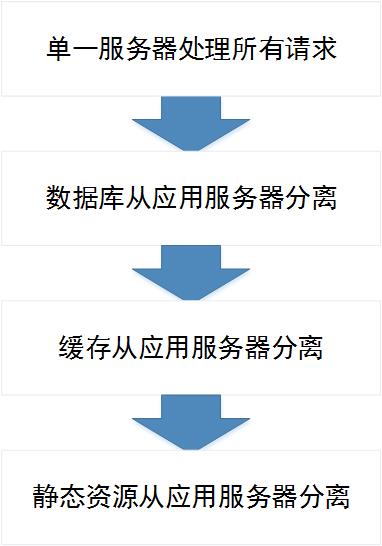 单一服务器处理所有请求
数据库从应用服务器分离
缓存从应用服务器分离
静态资源从应用服务器分离